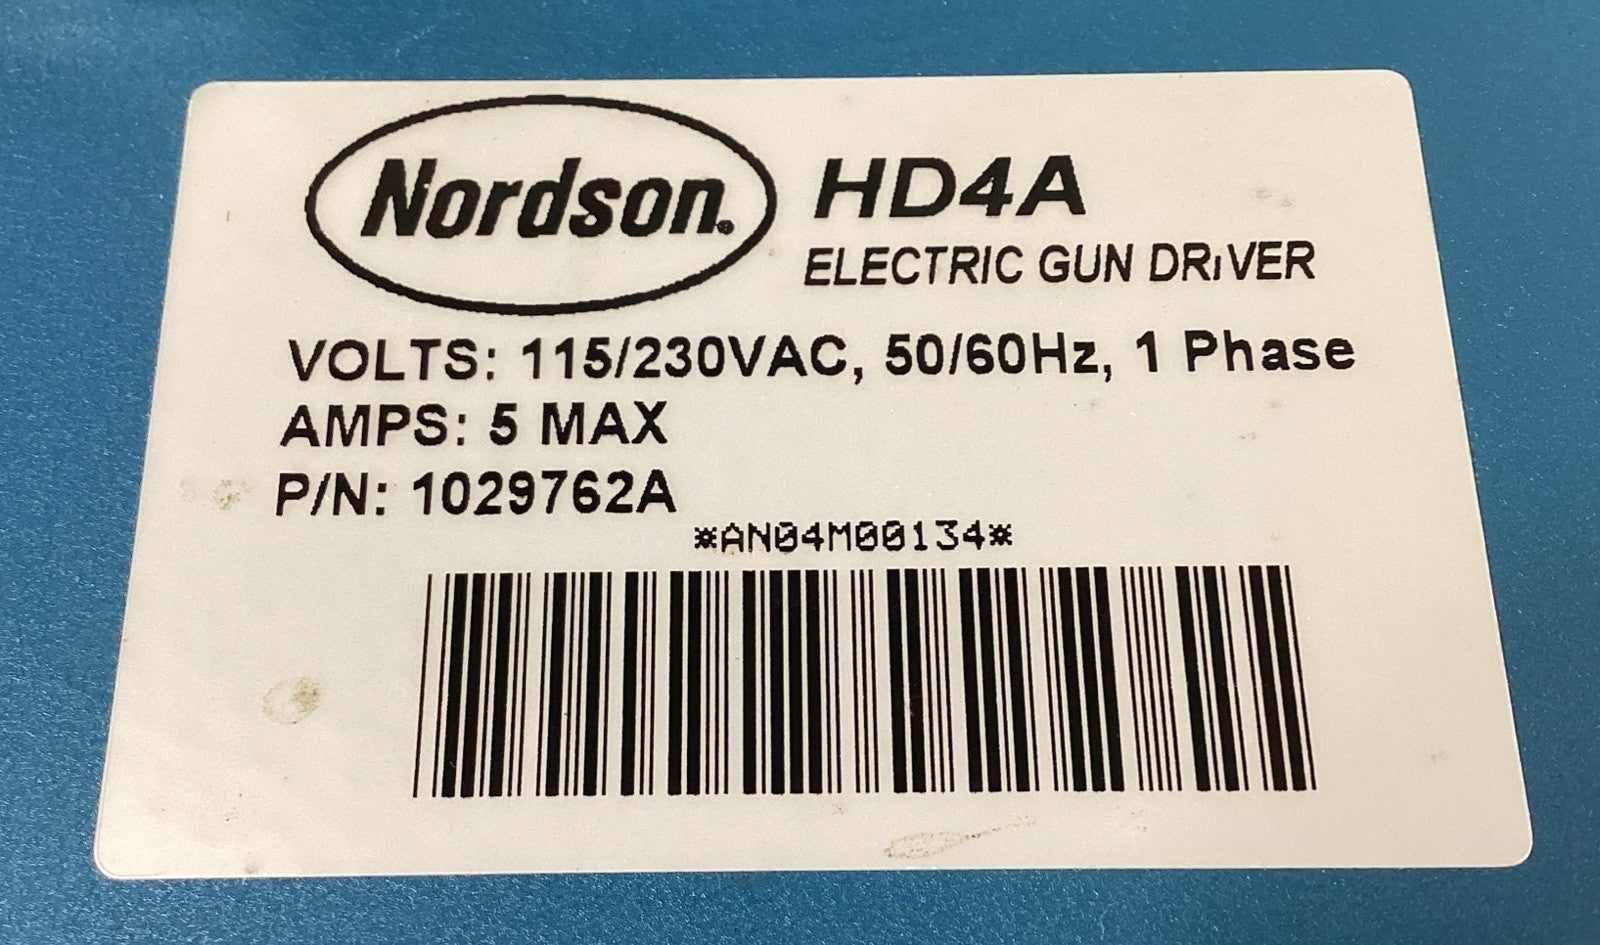 Nordson®
HD4A
ELECTRIC GUN DRiVER
VOLTS: 115/230VAC, 50/60Hz, 1 Phase
AMPS: 5 MAX
P/N: 1029762A
*AN04M00134*